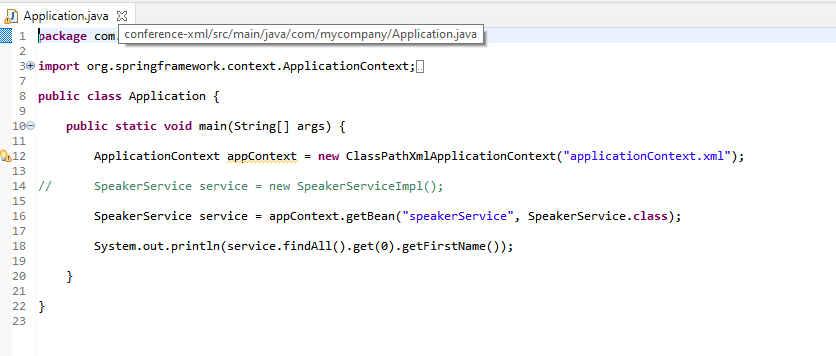 Application.java
1 package com.
conference-xml/src/main/java/com/mycompany/Application.java
2
3 import org.springframework.context.ApplicationContext;
7
8 public class Application {
9
10 public static void main(String[] args) {
11
12 ApplicationContext appContext = new ClassPathXmlApplicationContext("applicationContext.xml");
13
14 // SpeakerService service = new SpeakerServiceImpl();
15
16 SpeakerService service = appContext.getBean("speakerService", SpeakerService.class);
17
18 System.out.println(service.findAll().get(0).getFirstName());
19
20 }
21
22 }
23